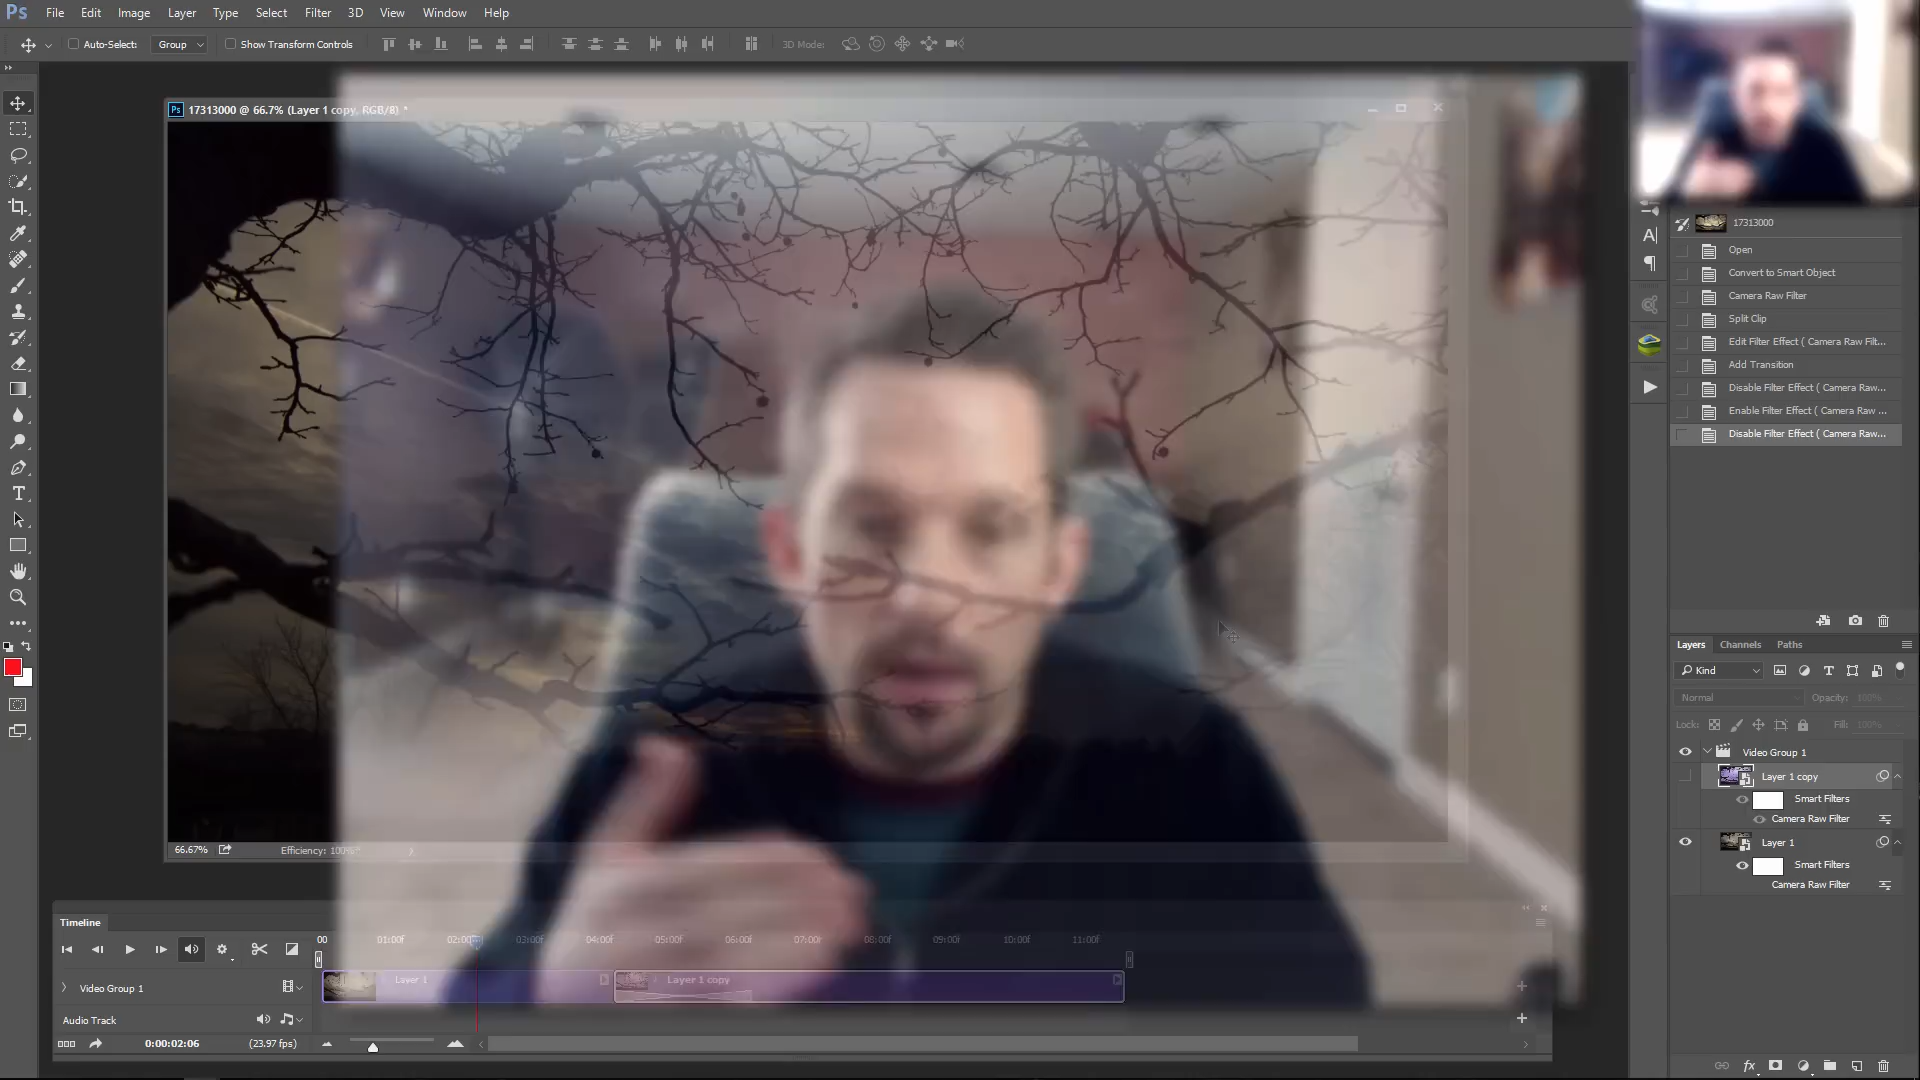 Ps File Edit Image Layer Type Select Filter 3D View Window Help
Auto-Select: Group Show Transform Controls 3D Mode:
Ps 17313000 @ 66.7% (Layer 1 copy, RGB/8) *
17313000
Open
Convert to Smart Object
Camera Raw Filter
Split Clip
Edit Filter Effect ( Camera Raw Filt...
Add Transition
Disable Filter Effect ( Camera Raw...
Enable Filter Effect ( Camera Raw ...
Disable Filter Effect ( Camera Raw...
Layers Channels Paths
Kind
Normal Opacity: 100%
Lock: Fill: 100%
Video Group 1
Layer 1 copy
Smart Filters
Camera Raw Filter
Layer 1
Smart Filters
Camera Raw Filter
66.67% Efficiency: 100%*
Timeline
00 01:00f 02:00f 03:00f 04:00f 05:00f 06:00f 07:00f 08:00f 09:00f 10:00f 11:00f
Video Group 1 Layer 1 Layer 1 copy
Audio Track
0:00:02:06 (23.97 fps)
fx